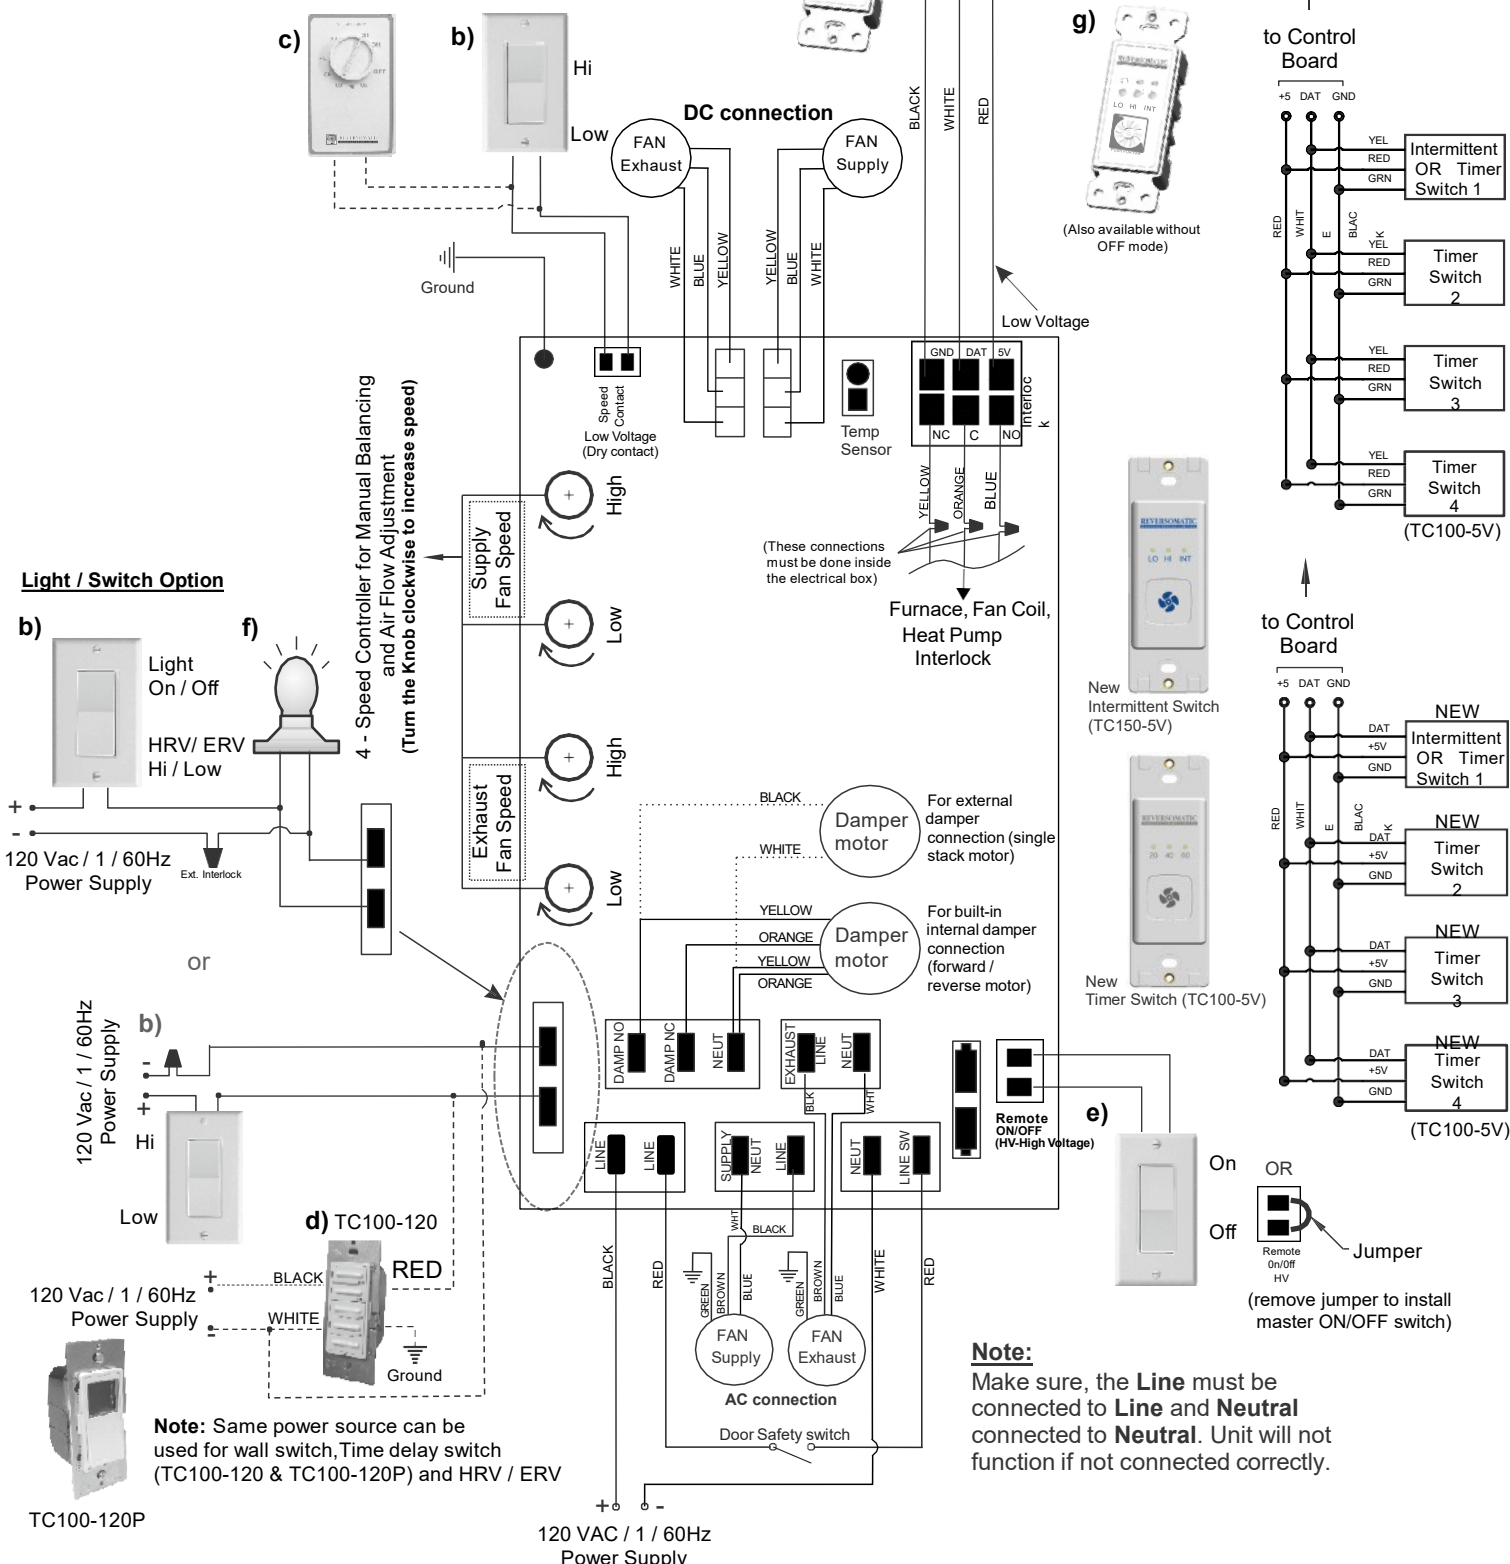 c)
b)
Hi
Low
DC connection
FAN
Exhaust
FAN
Supply
WHITE
BLUE
YELLOW
YELLOW
BLUE
WHITE
BLACK
WHITE
RED
Low Voltage
Ground
g)
REVERSOMATIC
LO HI INT
(Also available without
OFF mode)
to Control
Board
+5 DAT GND
YEL
RED
GRN
Intermittent
OR Timer
Switch 1
RED
WHIT
E
BLAC
K
YEL
RED
GRN
Timer
Switch
2
YEL
RED
GRN
Timer
Switch
3
YEL
RED
GRN
Timer
Switch
4
(TC100-5V)
Speed
Contact
Low Voltage
(Dry contact)
Temp
Sensor
GND DAT 5V
Interloc
k
NC C NO
YELLOW
ORANGE
BLUE
(These connections
must be done inside
the electrical box)
Furnace, Fan Coil,
Heat Pump
Interlock
4 - Speed Controller for Manual Balancing
and Air Flow Adjustment
(Turn the Knob clockwise to increase speed)
Supply
Fan Speed
High
Low
Exhaust
Fan Speed
High
Low
Light / Switch Option
b)
Light
On / Off
HRV/ ERV
Hi / Low
f)
+
-
120 Vac / 1 / 60Hz
Power Supply
Ext. Interlock
or
b)
120 Vac / 1 / 60Hz
Power Supply
-
+
Hi
Low
d) TC100-120
BLACK
RED
WHITE
+
-
120 Vac / 1 / 60Hz
Power Supply
Ground
TC100-120P
Note: Same power source can be
used for wall switch,Time delay switch
(TC100-120 & TC100-120P) and HRV / ERV
BLACK
WHITE
Damper
motor
For external
damper
connection (single
stack motor)
YELLOW
ORANGE
YELLOW
ORANGE
Damper
motor
For built-in
internal damper
connection
(forward /
reverse motor)
DAMP NO
DAMP NC
NEUT
EXHAUST
LINE
NEUT
BLK
WHT
LINE
LINE
SUPPLY
NEUT
LINE
NEUT
LINE SW
Remote
ON/OFF
(HV-High Voltage)
WHT
BLACK
BLACK
RED
GREEN
BROWN
BLUE
GREEN
BROWN
BLUE
WHITE
RED
FAN
Supply
FAN
Exhaust
AC connection
Door Safety switch
+ -
120 VAC / 1 / 60Hz
Power Supply
REVERSOMATIC
LO HI INT
New
Intermittent Switch
(TC150-5V)
REVERSOMATIC
20 40 60
New
Timer Switch (TC100-5V)
to Control
Board
+5 DAT GND
NEW
DAT
+5V
GND
Intermittent
OR Timer
Switch 1
RED
WHIT
E
BLAC
K
NEW
DAT
+5V
GND
Timer
Switch
2
NEW
DAT
+5V
GND
Timer
Switch
3
NEW
DAT
+5V
GND
Timer
Switch
4
(TC100-5V)
e)
On
Off
OR
Remote
0n/0ff
HV
Jumper
(remove jumper to install
master ON/OFF switch)
Note:
Make sure, the Line must be
connected to Line and Neutral
connected to Neutral. Unit will not
function if not connected correctly.